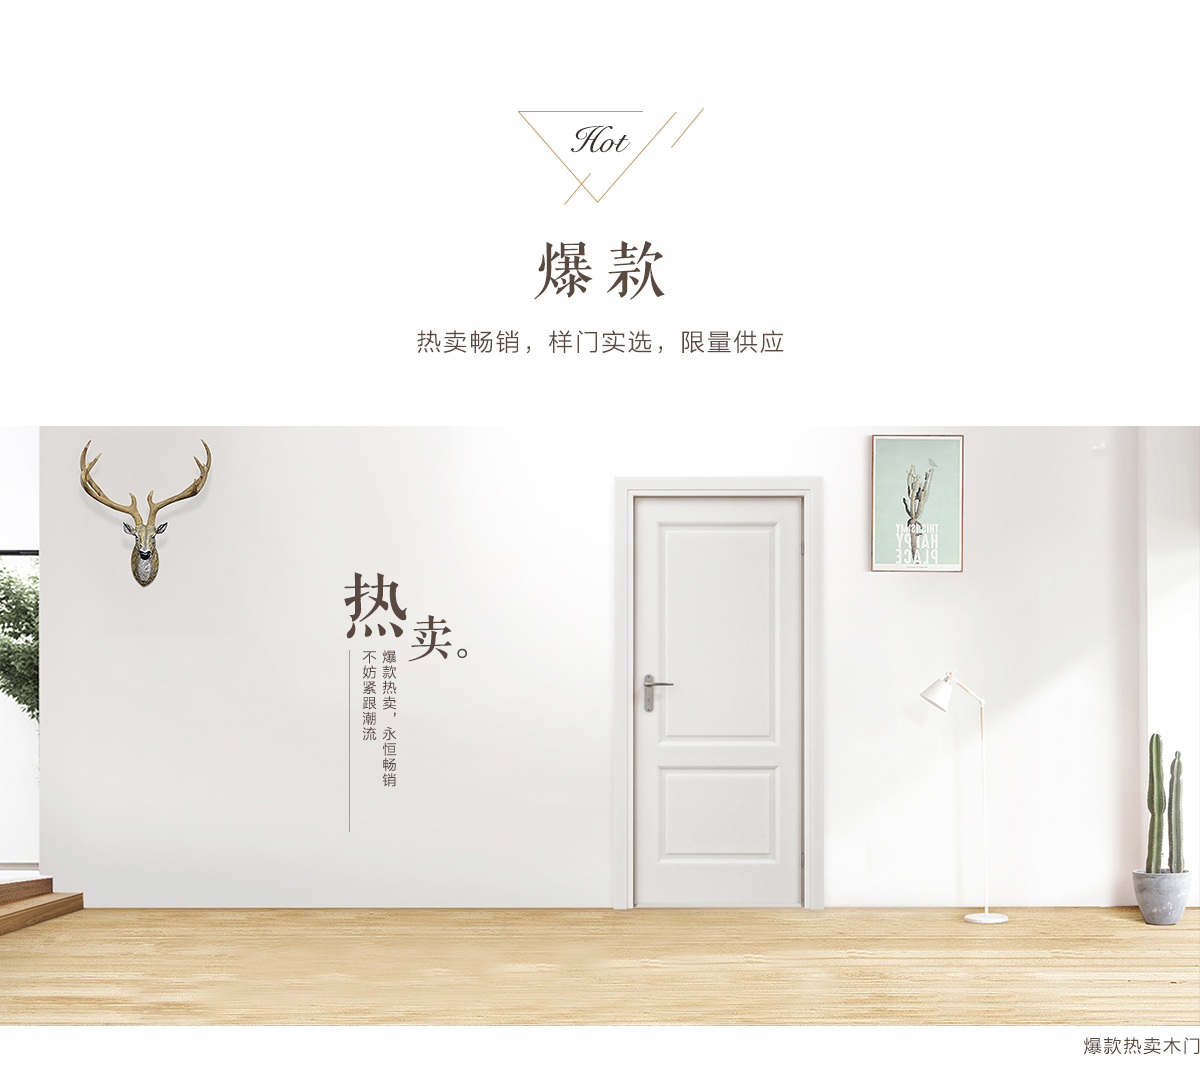 Hot
爆款
热卖畅销，样门实选，限量供应
热卖。
爆款热卖，永恒畅销
不妨紧跟潮流
THIS IS MY
HAPPY
PLACE
爆款热卖木门